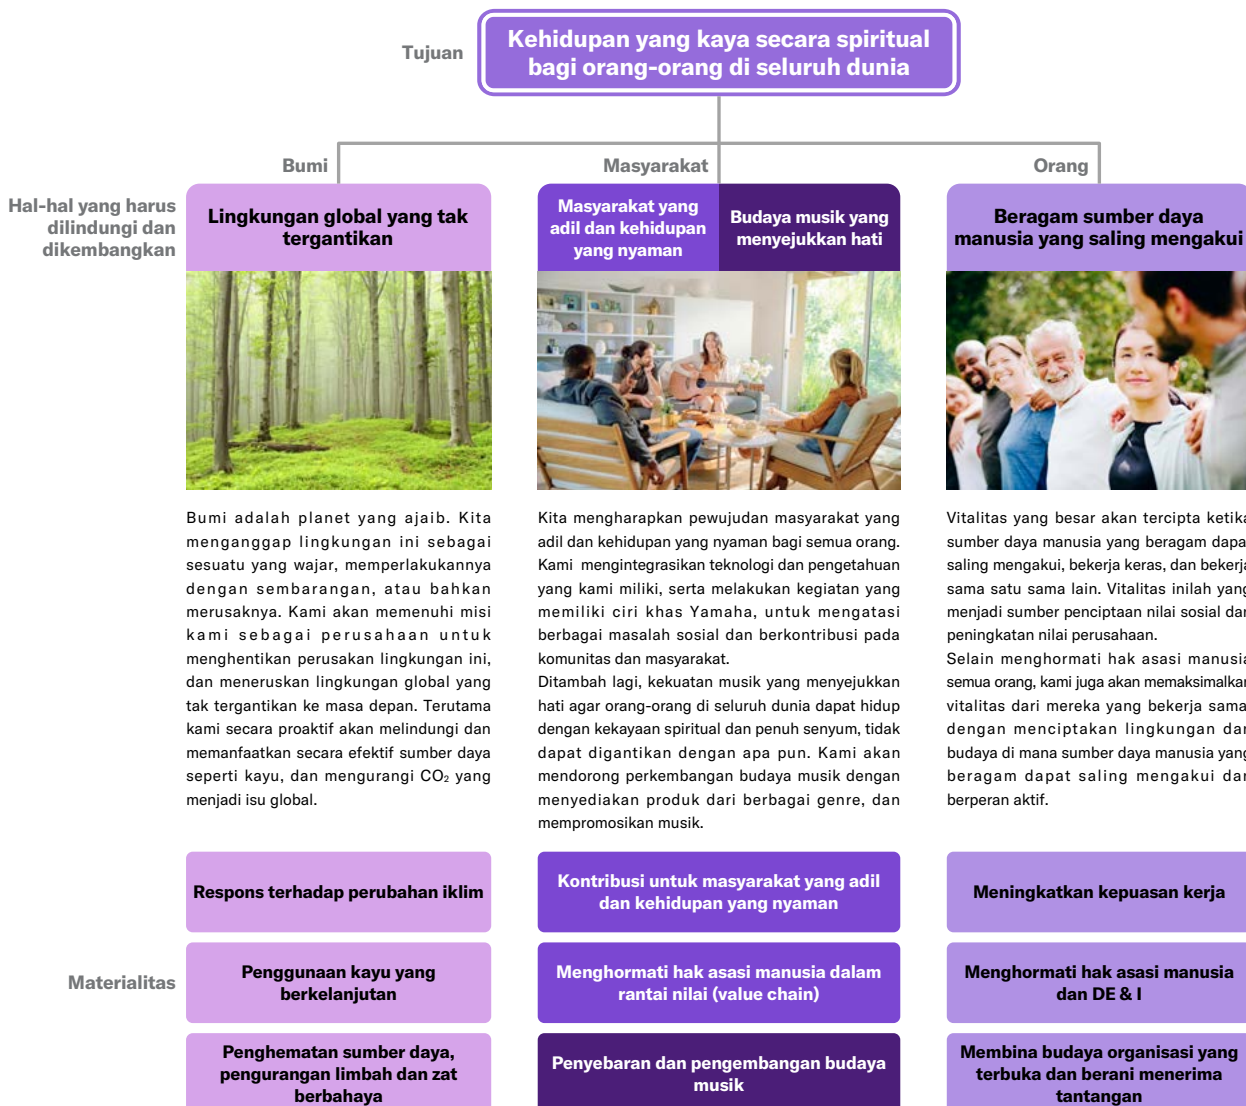 Tujuan
Kehidupan yang kaya secara spiritual
bagi orang-orang di seluruh dunia
Bumi
Masyarakat
Orang
Hal-hal yang harus
dilindungi dan
dikembangkan
Lingkungan global yang tak
tergantikan
Masyarakat yang
adil dan kehidupan
yang nyaman
Budaya musik yang
menyejukkan hati
Beragam sumber daya
manusia yang saling mengakui
Bumi adalah planet yang ajaib. Kita
menganggap lingkungan ini sebagai
sesuatu yang wajar, memperlakukannya
dengan sembarangan, atau bahkan
merusaknya. Kami akan memenuhi misi
kami sebagai perusahaan untuk
menghentikan perusakan lingkungan ini,
dan meneruskan lingkungan global yang
tak tergantikan ke masa depan. Terutama
kami secara proaktif akan melindungi dan
memanfaatkan secara efektif sumber daya
seperti kayu, dan mengurangi CO₂ yang
menjadi isu global.
Kita mengharapkan pewujudan masyarakat yang
adil dan kehidupan yang nyaman bagi semua orang.
Kami mengintegrasikan teknologi dan pengetahuan
yang kami miliki, serta melakukan kegiatan yang
memiliki ciri khas Yamaha, untuk mengatasi
berbagai masalah sosial dan berkontribusi pada
komunitas dan masyarakat.
Ditambah lagi, kekuatan musik yang menyejukkan
hati agar orang-orang di seluruh dunia dapat hidup
dengan kekayaan spiritual dan penuh senyum, tidak
dapat digantikan dengan apa pun. Kami akan
mendorong perkembangan budaya musik dengan
menyediakan produk dari berbagai genre, dan
mempromosikan musik.
Vitalitas yang besar akan tercipta ketika
sumber daya manusia yang beragam dapat
saling mengakui, bekerja keras, dan bekerja
sama satu sama lain. Vitalitas inilah yang
menjadi sumber penciptaan nilai sosial dan
peningkatan nilai perusahaan.
Selain menghormati hak asasi manusia
semua orang, kami juga akan memaksimalkan
vitalitas dari mereka yang bekerja sama,
dengan menciptakan lingkungan dan
budaya di mana sumber daya manusia yang
beragam dapat saling mengakui dan
berperan aktif.
Materialitas
Respons terhadap perubahan iklim
Penggunaan kayu yang
berkelanjutan
Penghematan sumber daya,
pengurangan limbah dan zat
berbahaya
Kontribusi untuk masyarakat yang adil
dan kehidupan yang nyaman
Menghormati hak asasi manusia dalam
rantai nilai (value chain)
Penyebaran dan pengembangan budaya
musik
Meningkatkan kepuasan kerja
Menghormati hak asasi manusia
dan DE & I
Membina budaya organisasi yang
terbuka dan berani menerima
tantangan